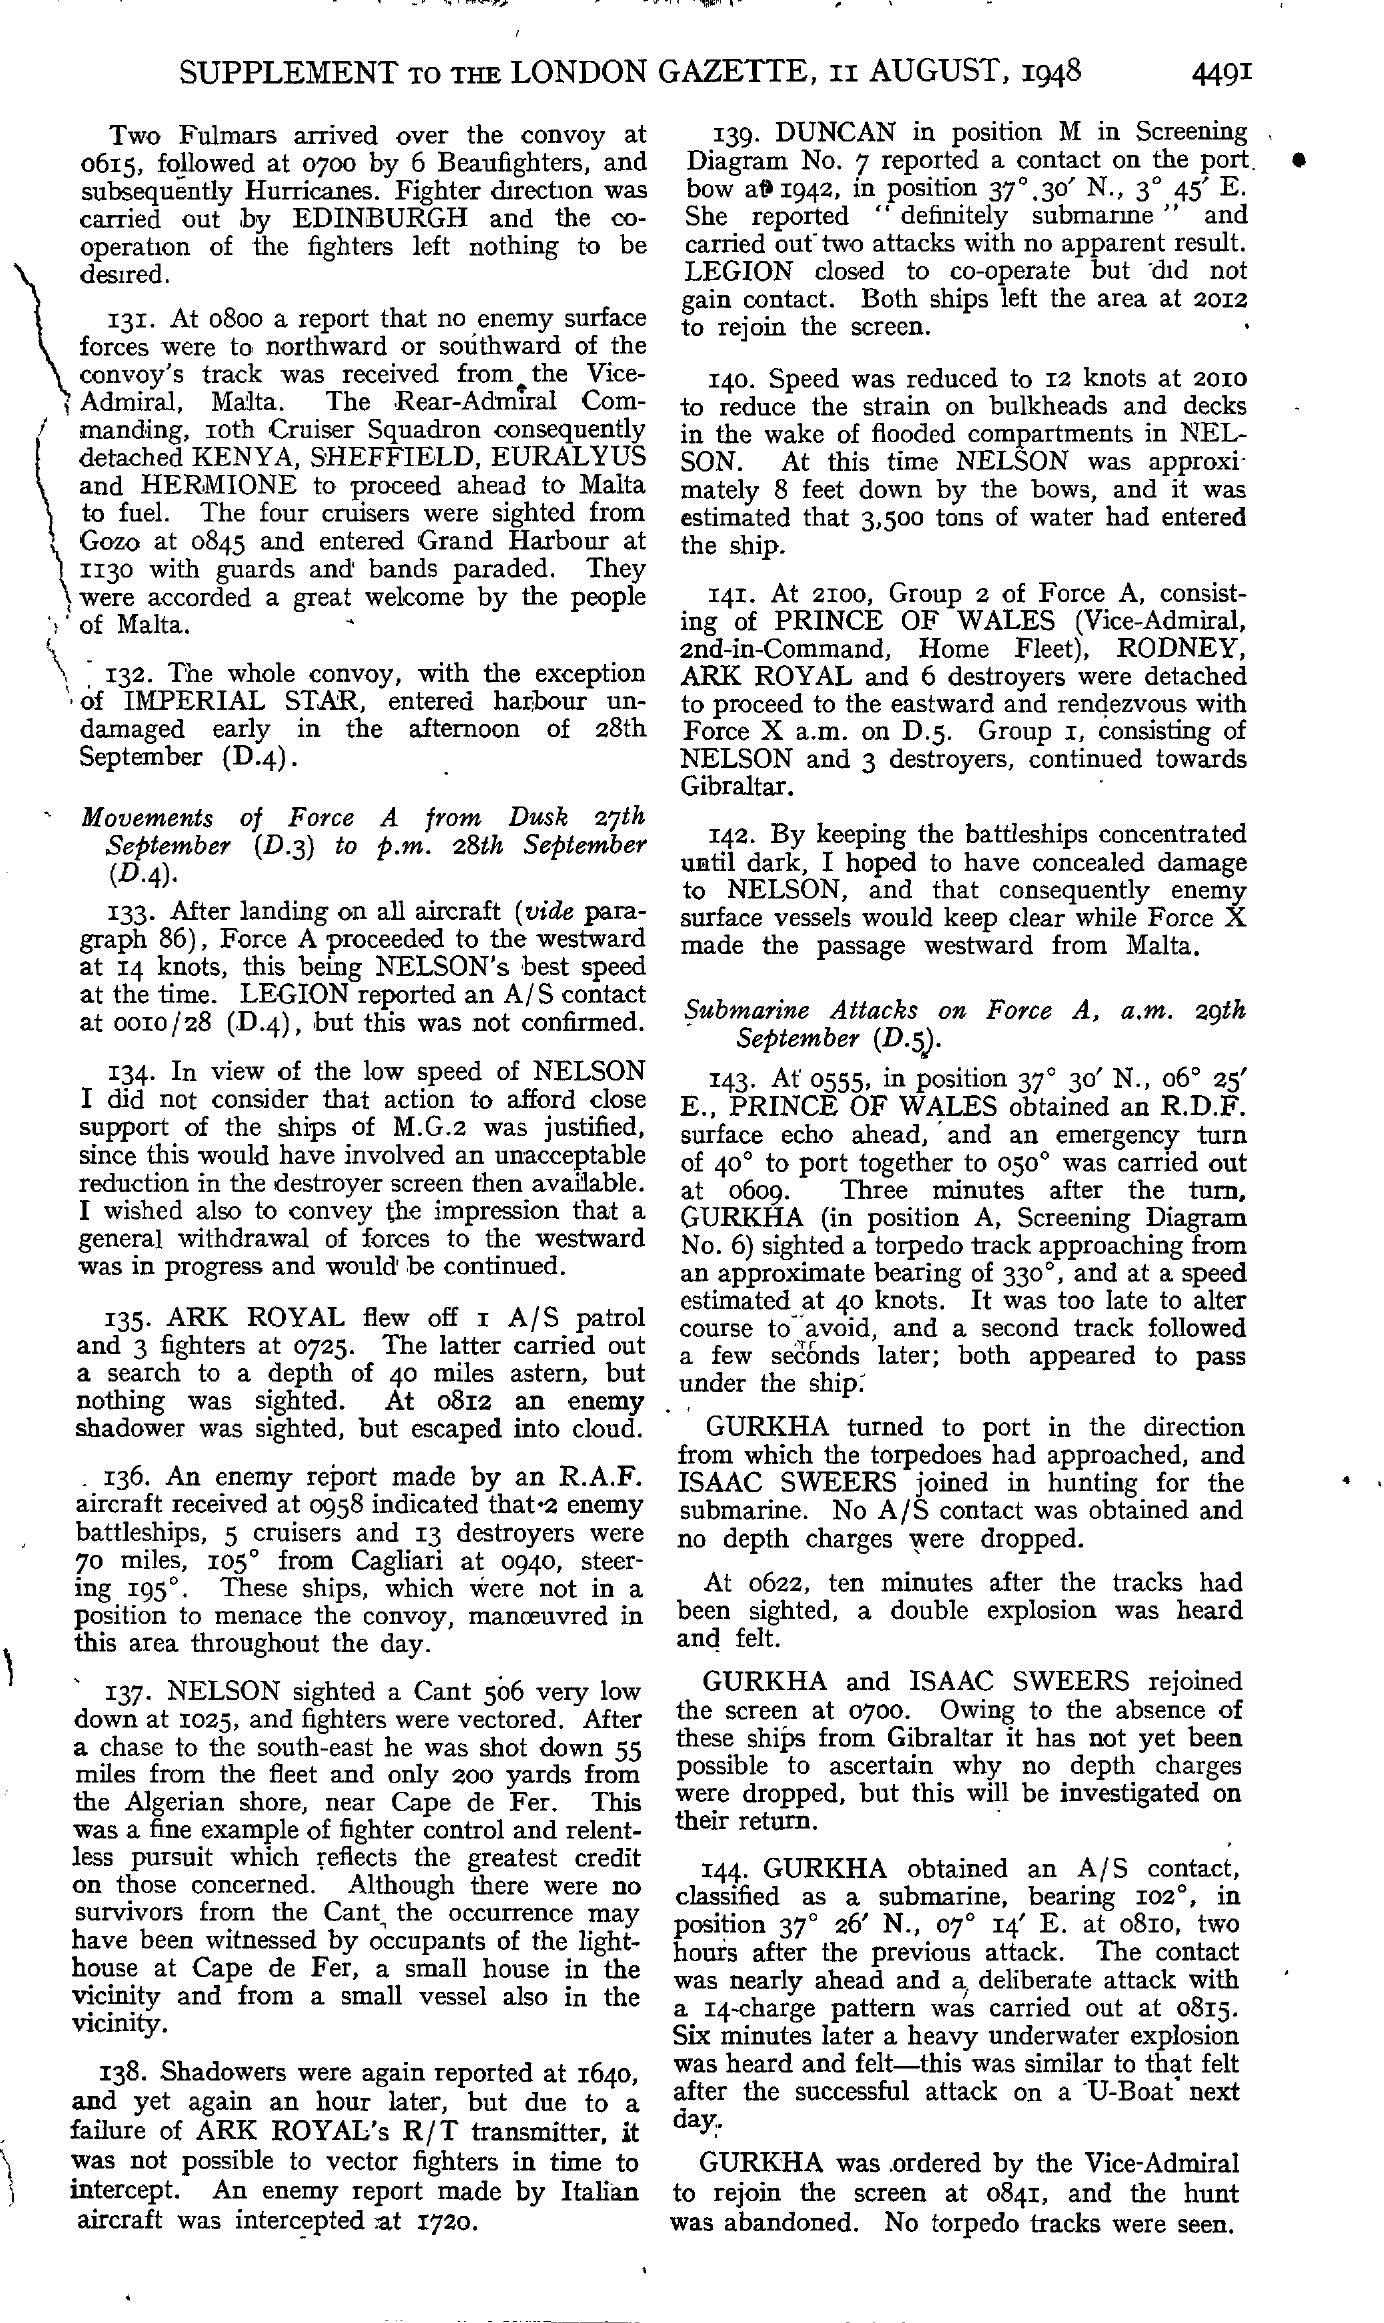 SUPPLEMENT TO THE LONDON GAZETTE, 11 AUGUST, 1948 4491
Two Fulmars arrived over the convoy at
0615, followed at 0700 by 6 Beaufighters, and
subsequently Hurricanes. Fighter direction was
carried out by EDINBURGH and the co-
operation of the fighters left nothing to be
desired.
131. At 0800 a report that no enemy surface
forces were to northward or southward of the
convoy's track was received from the Vice-
Admiral, Malta. The Rear-Admiral Com-
manding, 10th Cruiser Squadron consequently
detached KENYA, SHEFFIELD, EURALYUS
and HERMIONE to proceed ahead to Malta
to fuel. The four cruisers were sighted from
Gozo at 0845 and entered Grand Harbour at
1130 with guards and bands paraded. They
were accorded a great welcome by the people
of Malta.
132. The whole convoy, with the exception
of IMPERIAL STAR, entered harbour un-
damaged early in the afternoon of 28th
September (D.4).
Movements of Force A from Dusk 27th
September (D.3) to p.m. 28th September
(D.4).
133. After landing on all aircraft (vide para-
graph 86), Force A proceeded to the westward
at 14 knots, this being NELSON's best speed
at the time. LEGION reported an A/S contact
at 0010/28 (D.4), but this was not confirmed.
134. In view of the low speed of NELSON
I did not consider that action to afford close
support of the ships of M.G.2 was justified,
since this would have involved an unacceptable
reduction in the destroyer screen then available.
I wished also to convey the impression that a
general withdrawal of forces to the westward
was in progress and would be continued.
135. ARK ROYAL flew off 1 A/S patrol
and 3 fighters at 0725. The latter carried out
a search to a depth of 40 miles astern, but
nothing was sighted. At 0812 an enemy
shadower was sighted, but escaped into cloud.
136. An enemy report made by an R.A.F.
aircraft received at 0958 indicated that 2 enemy
battleships, 5 cruisers and 13 destroyers were
70 miles, 105° from Cagliari at 0940, steer-
ing 195°. These ships, which were not in a
position to menace the convoy, manœuvred in
this area throughout the day.
137. NELSON sighted a Cant 506 very low
down at 1025, and fighters were vectored. After
a chase to the south-east he was shot down 55
miles from the fleet and only 200 yards from
the Algerian shore, near Cape de Fer. This
was a fine example of fighter control and relent-
less pursuit which reflects the greatest credit
on those concerned. Although there were no
survivors from the Cant, the occurrence may
have been witnessed by occupants of the light-
house at Cape de Fer, a small house in the
vicinity and from a small vessel also in the
vicinity.
138. Shadowers were again reported at 1640,
and yet again an hour later, but due to a
failure of ARK ROYAL's R/T transmitter, it
was not possible to vector fighters in time to
intercept. An enemy report made by Italian
aircraft was intercepted at 1720.
139. DUNCAN in position M in Screening
Diagram No. 7 reported a contact on the port
bow at 1942, in position 37° 30′ N., 3° 45′ E.
She reported "definitely submarine" and
carried out two attacks with no apparent result.
LEGION closed to co-operate but did not
gain contact. Both ships left the area at 2012
to rejoin the screen.
140. Speed was reduced to 12 knots at 2010
to reduce the strain on bulkheads and decks
in the wake of flooded compartments in NEL-
SON. At this time NELSON was approxi-
mately 8 feet down by the bows, and it was
estimated that 3,500 tons of water had entered
the ship.
141. At 2100, Group 2 of Force A, consist-
ing of PRINCE OF WALES (Vice-Admiral,
2nd-in-Command, Home Fleet), RODNEY,
ARK ROYAL and 6 destroyers were detached
to proceed to the eastward and rendezvous with
Force X a.m. on D.5. Group 1, consisting of
NELSON and 3 destroyers, continued towards
Gibraltar.
142. By keeping the battleships concentrated
until dark, I hoped to have concealed damage
to NELSON, and that consequently enemy
surface vessels would keep clear while Force X
made the passage westward from Malta.
Submarine Attacks on Force A, a.m. 29th
September (D.5).
143. At 0555, in position 37° 30′ N., 06° 25′
E., PRINCE OF WALES obtained an R.D.F.
surface echo ahead, and an emergency turn
of 40° to port together to 050° was carried out
at 0609. Three minutes after the turn,
GURKHA (in position A, Screening Diagram
No. 6) sighted a torpedo track approaching from
an approximate bearing of 330°, and at a speed
estimated at 40 knots. It was too late to alter
course to avoid, and a second track followed
a few seconds later; both appeared to pass
under the ship.
GURKHA turned to port in the direction
from which the torpedoes had approached, and
ISAAC SWEERS joined in hunting for the
submarine. No A/S contact was obtained and
no depth charges were dropped.
At 0622, ten minutes after the tracks had
been sighted, a double explosion was heard
and felt.
GURKHA and ISAAC SWEERS rejoined
the screen at 0700. Owing to the absence of
these ships from Gibraltar it has not yet been
possible to ascertain why no depth charges
were dropped, but this will be investigated on
their return.
144. GURKHA obtained an A/S contact,
classified as a submarine, bearing 102°, in
position 37° 26′ N., 07° 14′ E. at 0810, two
hours after the previous attack. The contact
was nearly ahead and a deliberate attack with
a 14-charge pattern was carried out at 0815.
Six minutes later a heavy underwater explosion
was heard and felt—this was similar to that felt
after the successful attack on a U-Boat next
day.
GURKHA was ordered by the Vice-Admiral
to rejoin the screen at 0841, and the hunt
was abandoned. No torpedo tracks were seen.